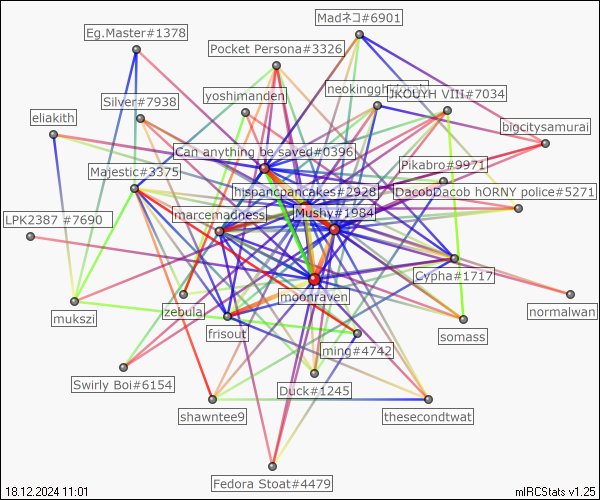 Madネコ#6901
Eg.Master#1378
Pocket Persona#3326
neokinggh
JKOUYH VIII#7034
yoshimanden
Silver#7938
eliakith
bigcitysamurai
Can anything be saved#0396
Pikabro#9971
Majestic#3375
hispancpancakes#2928
DacobDacob hORNY police#5271
LPK2387 #7690
marcemadness
Mushy#1984
Cypha#1717
moonraven
mukszi
zebula
normalwan
frisout
somass
ming#4742
Swirly Boi#6154
Duck#1245
shawntee9
thesecondtwat
Fedora Stoat#4479
18.12.2024 11:01
mIRCStats v1.25